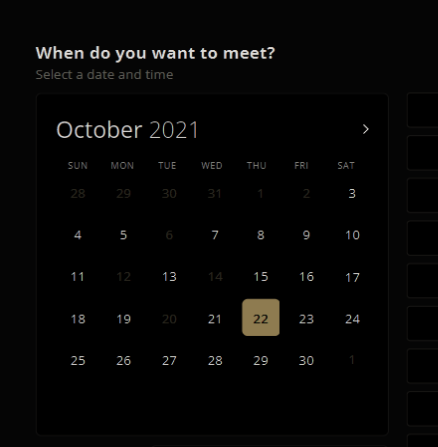 When do you want to meet?
Select a date and time
October 2021
SUN MON TUE WED THU FRI SAT
28 29 30 31 1 2 3
4 5 6 7 8 9 10
11 12 13 14 15 16 17
18 19 20 21 22 23 24
25 26 27 28 29 30 1